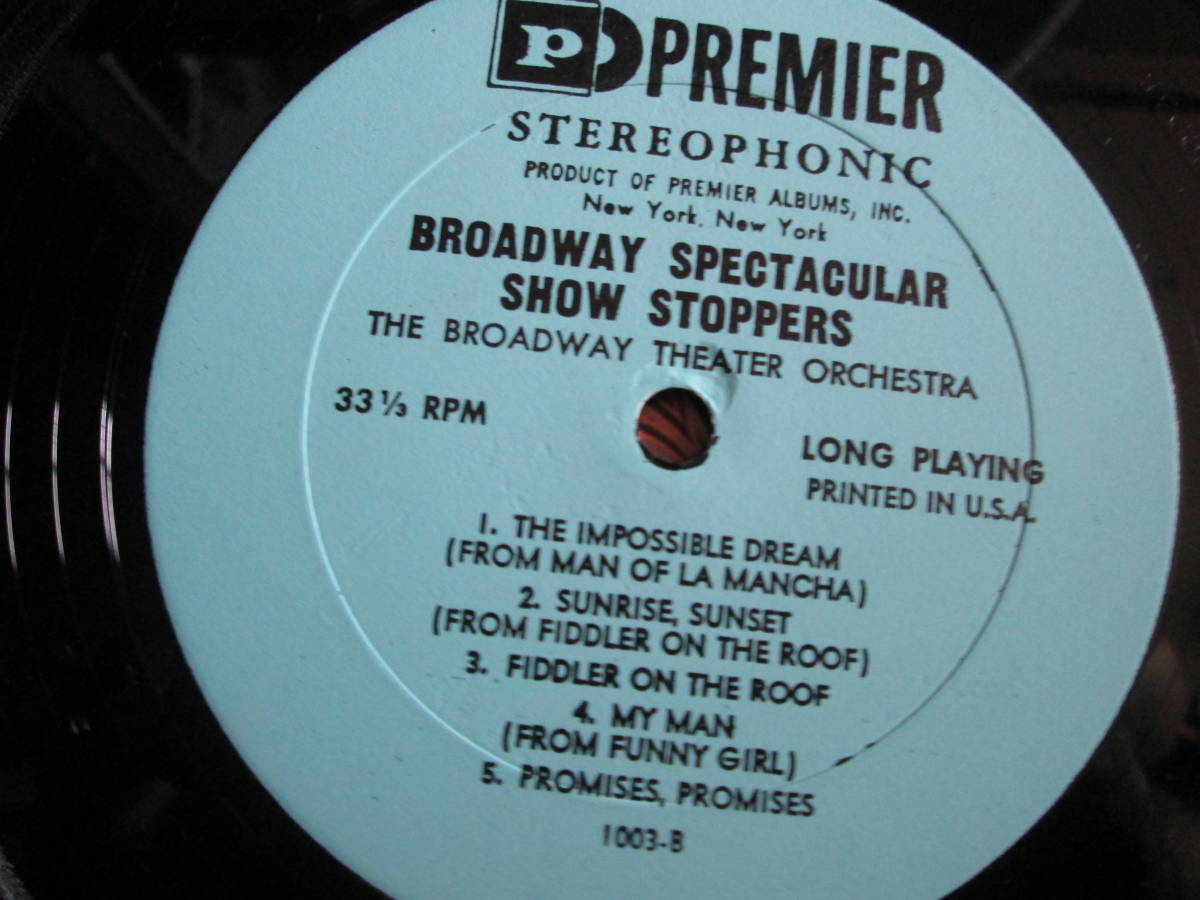 P PREMIER
STEREOPHONIC
PRODUCT OF PREMIER ALBUMS, INC.
New York, New York
BROADWAY SPECTACULAR
SHOW STOPPERS
THE BROADWAY THEATER ORCHESTRA
33 1/3 RPM
LONG PLAYING
PRINTED IN U.S.A.
1. THE IMPOSSIBLE DREAM
(FROM MAN OF LA MANCHA)
2. SUNRISE, SUNSET
(FROM FIDDLER ON THE ROOF)
3. FIDDLER ON THE ROOF
4. MY MAN
(FROM FUNNY GIRL)
5. PROMISES, PROMISES
1003-B